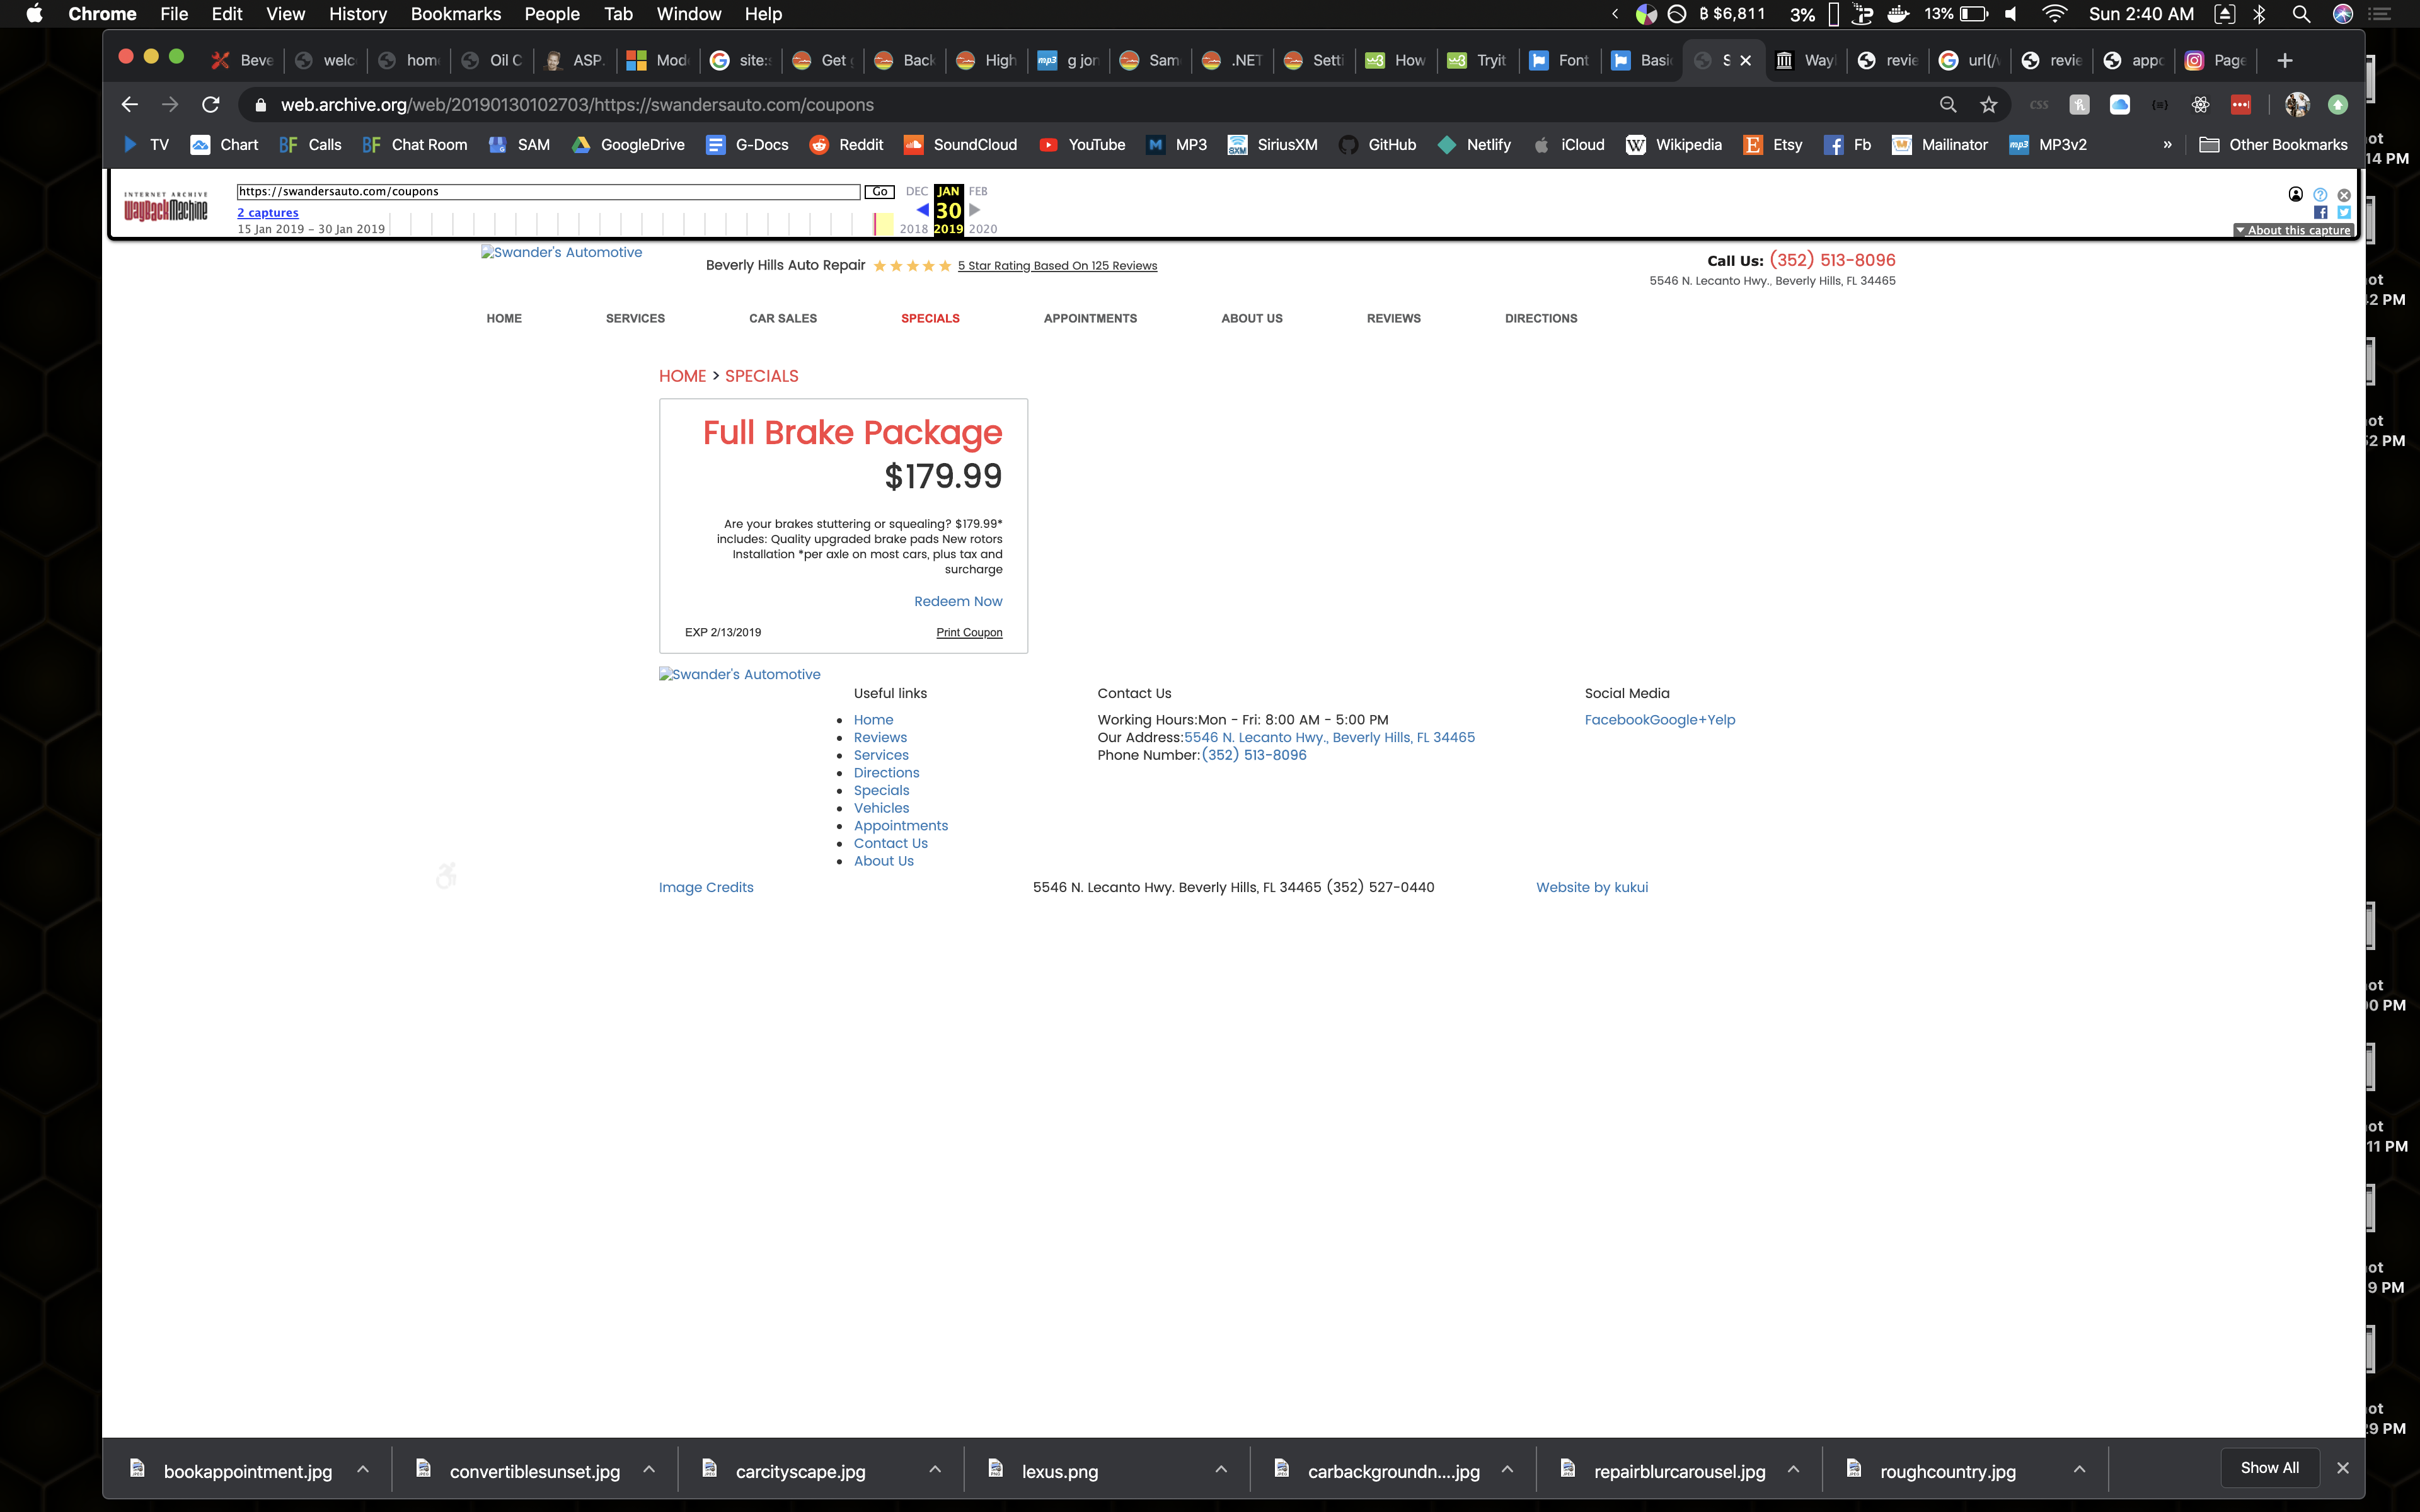 Chrome File Edit View History Bookmarks People Tab Window Help ₿ $6,811 3% 13% Sun 2:40 AM
Beve welc hom Oil C ASP. Mod site: Get Back High g jon Sam .NET Setti How Tryit Font Basi S Way revie url(/ revie appo Page
web.archive.org/web/20190130102703/https://swandersauto.com/coupons
TV Chart Calls Chat Room SAM GoogleDrive G-Docs Reddit SoundCloud YouTube MP3 SiriusXM GitHub Netlify iCloud Wikipedia Etsy Fb Mailinator MP3v2 » Other Bookmarks
INTERNET ARCHIVE
WayBackMachine
https://swandersauto.com/coupons Go DEC JAN FEB
2 captures 30
15 Jan 2019 - 30 Jan 2019 2018 2019 2020
About this capture
Swander's Automotive
Beverly Hills Auto Repair 5 Star Rating Based On 125 Reviews
Call Us: (352) 513-8096
5546 N. Lecanto Hwy., Beverly Hills, FL 34465
HOME SERVICES CAR SALES SPECIALS APPOINTMENTS ABOUT US REVIEWS DIRECTIONS
HOME > SPECIALS
Full Brake Package
$179.99
Are your brakes stuttering or squealing? $179.99*
includes: Quality upgraded brake pads New rotors
Installation *per axle on most cars, plus tax and
surcharge
Redeem Now
EXP 2/13/2019 Print Coupon
Swander's Automotive
Useful links
Home
Reviews
Services
Directions
Specials
Vehicles
Appointments
Contact Us
About Us
Contact Us
Working Hours:Mon - Fri: 8:00 AM - 5:00 PM
Our Address:5546 N. Lecanto Hwy., Beverly Hills, FL 34465
Phone Number:(352) 513-8096
Social Media
FacebookGoogle+Yelp
Image Credits 5546 N. Lecanto Hwy. Beverly Hills, FL 34465 (352) 527-0440 Website by kukui
bookappointment.jpg convertiblesunset.jpg carcityscape.jpg lexus.png carbackgroundn....jpg repairblurcarousel.jpg roughcountry.jpg Show All